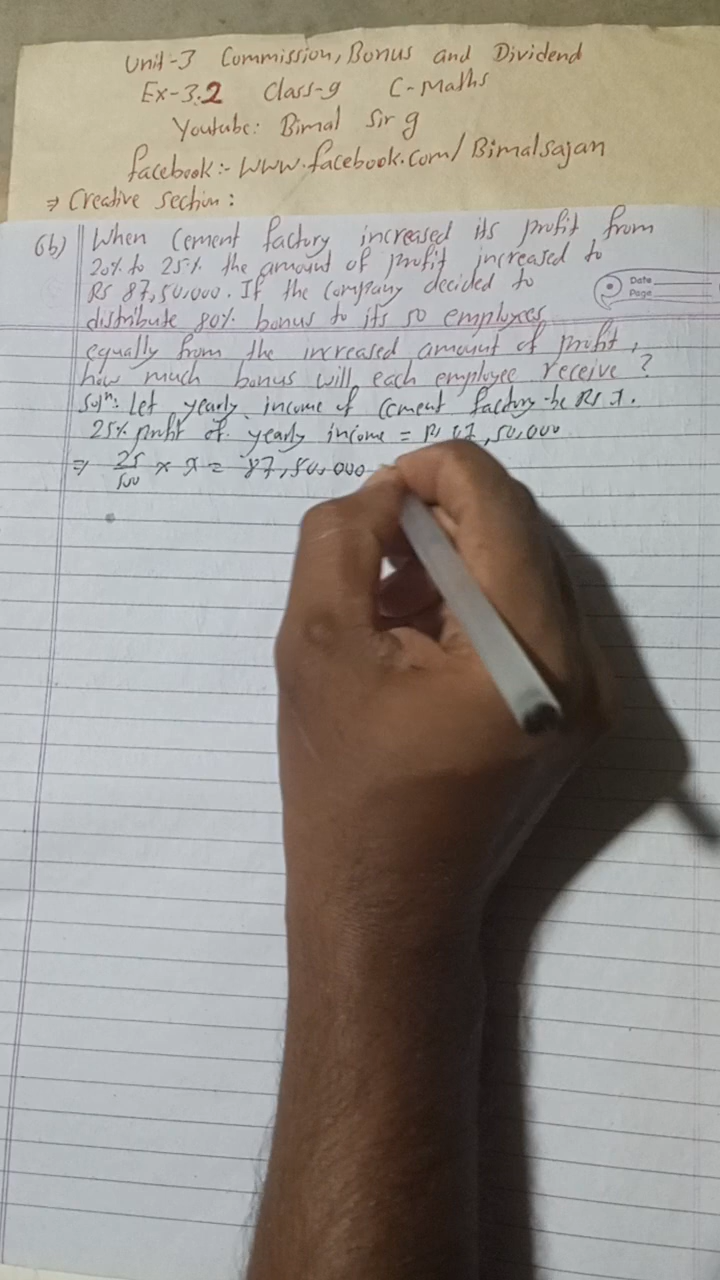 Unit-3 Commission, Bonus and Dividend
Ex-3.2 Class-9 C-Maths
Youtube: Bimal Sir g
facebook:- www.facebook.com/Bimalsajan
⇒ Creative section:
6b) When Cement factory increased its profit from
20% to 25% the amount of profit increased to
RS 87,50,000. If the company decided to
Date
Page
distribute 80% bonus to its 50 employees
equally from the increased amount of profit,
how much bonus will each employee receive?
Solⁿ: Let yearly income of cement factory be Rs x.
25% profit of yearly income = Rs 87,50,000
⇒ 25/100 × x = 87,50,000